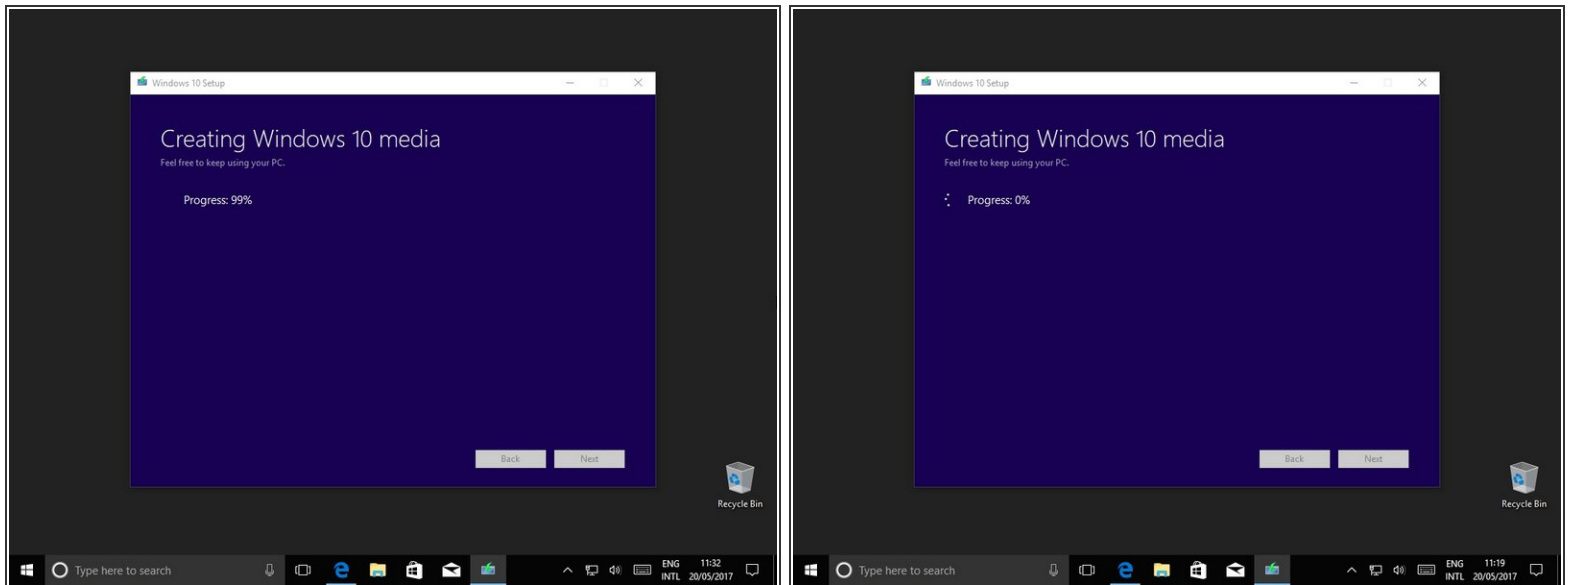 Windows 10 Setup
Creating Windows 10 media
Feel free to keep using your PC.
Progress: 99%
Back Next
Recycle Bin
Type here to search
ENG 11:32
INTL 20/05/2017
Windows 10 Setup
Creating Windows 10 media
Feel free to keep using your PC.
Progress: 0%
Back Next
Recycle Bin
Type here to search
ENG 11:19
INTL 20/05/2017